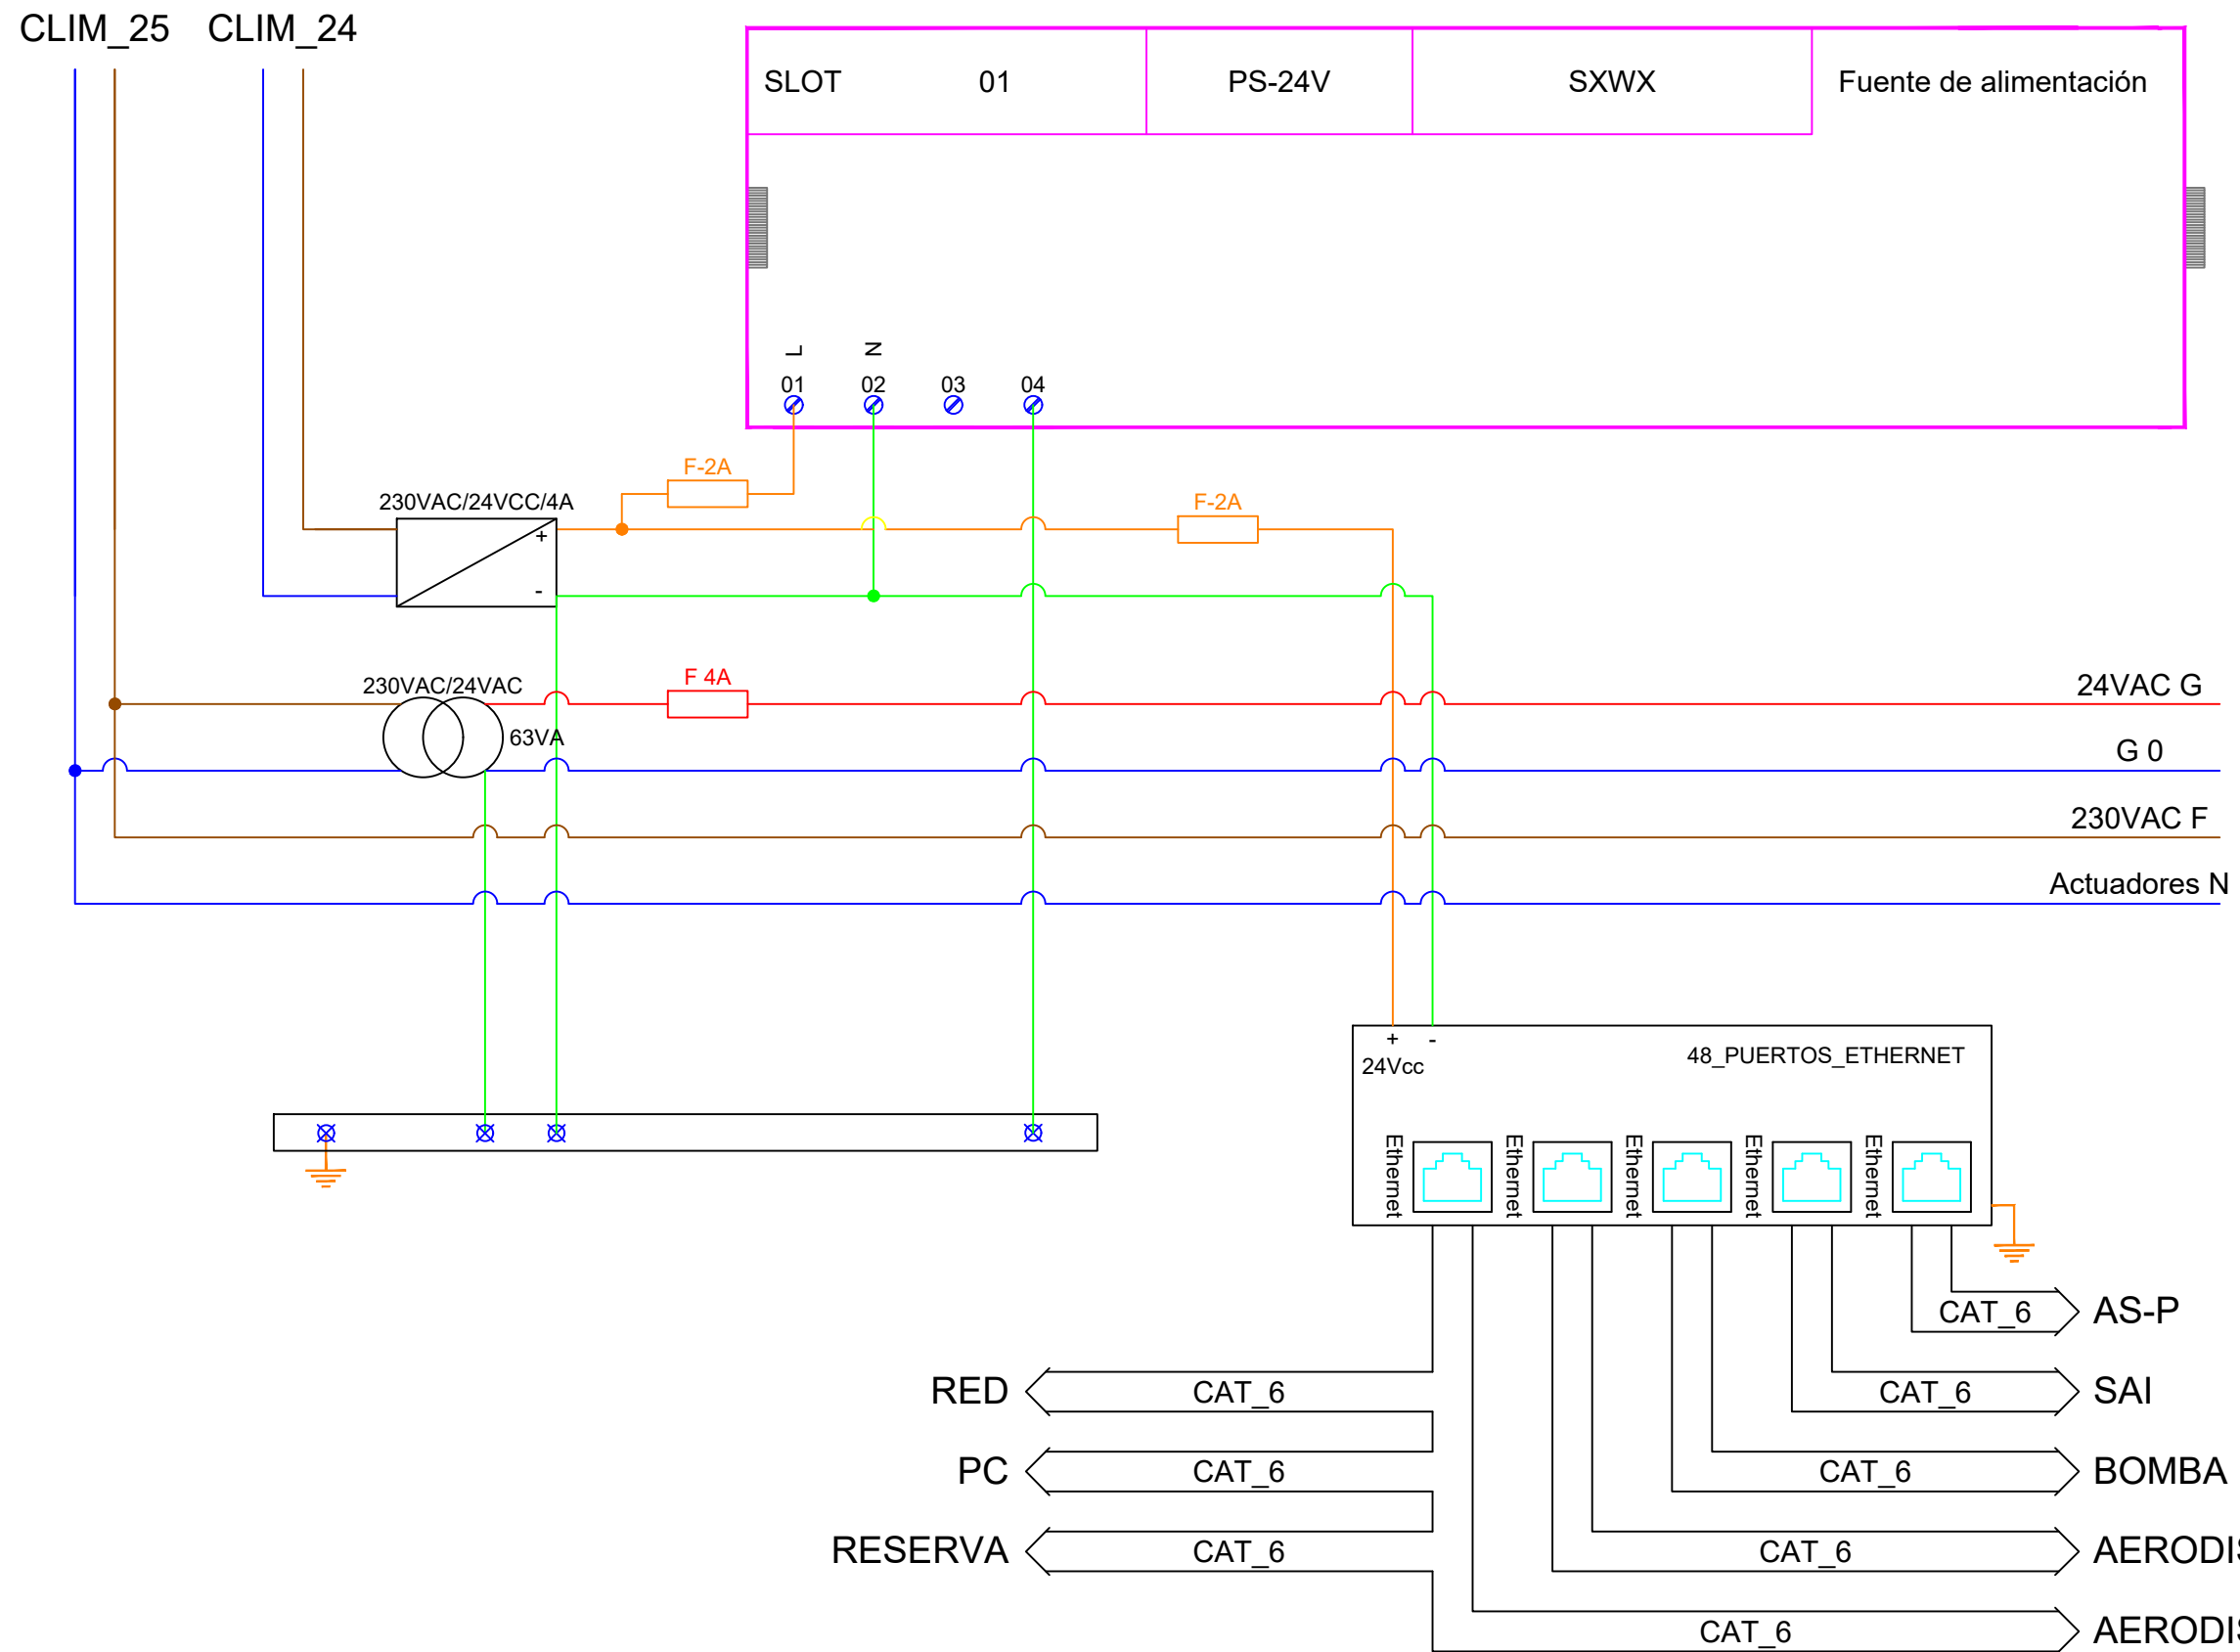 CLIM_25 CLIM_24
SLOT 01 PS-24V SXWX Fuente de alimentación
L N
01 02 03 04
F-2A
230VAC/24VCC/4A
F-2A
+
-
230VAC/24VAC
F 4A
24VAC G
63VA
G 0
230VAC F
Actuadores N
+ -
24Vcc
48_PUERTOS_ETHERNET
Ethernet Ethernet Ethernet Ethernet Ethernet
CAT_6 AS-P
RED CAT_6
CAT_6 SAI
PC CAT_6
CAT_6 BOMBA
RESERVA CAT_6
CAT_6
CAT_6